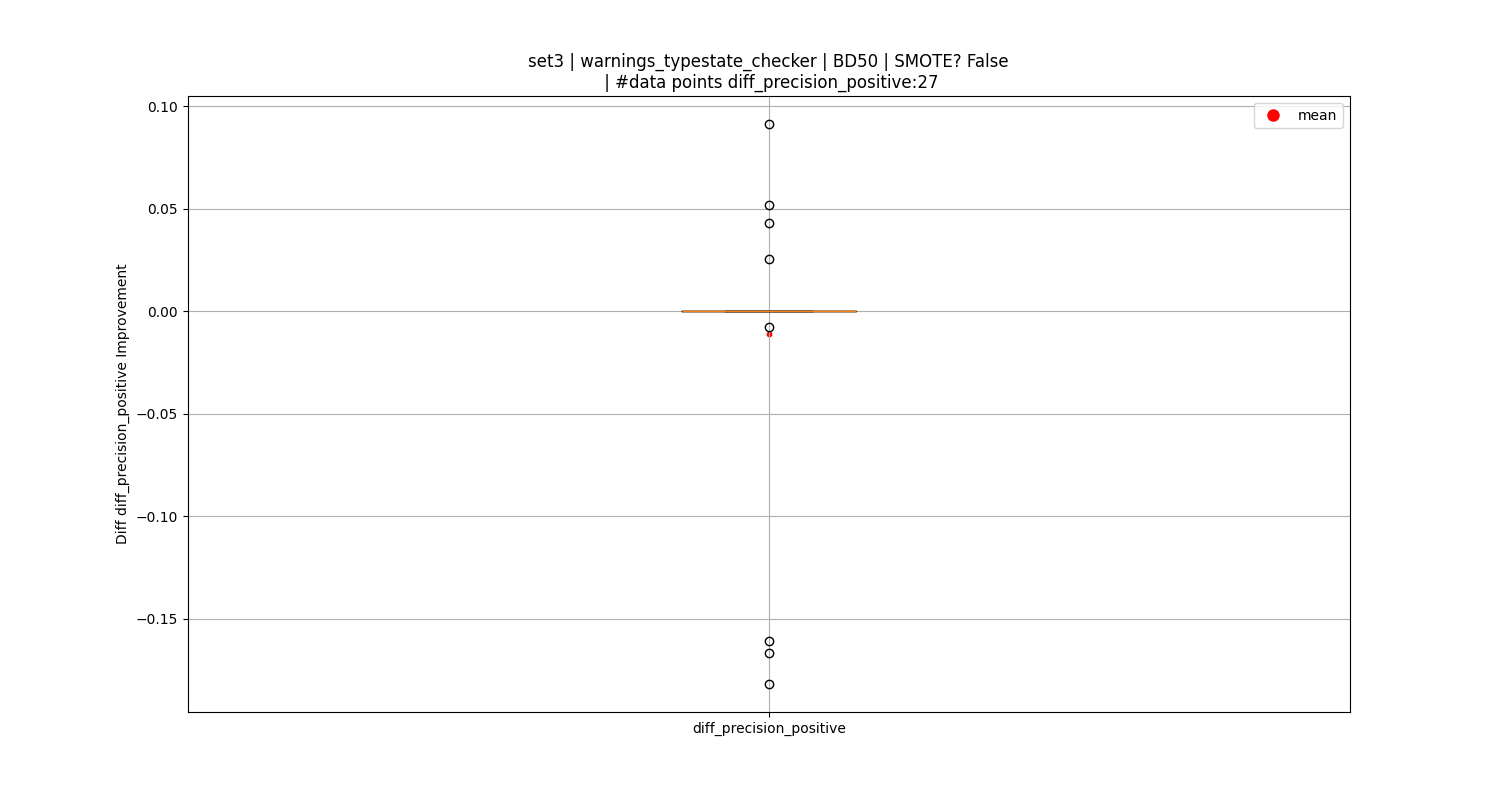 set3 | warnings_typestate_checker | BD50 | SMOTE? False
| #data points diff_precision_positive:27
mean
0.10
0.05
0.00
−0.05
−0.10
−0.15
Diff diff_precision_positive Improvement
diff_precision_positive